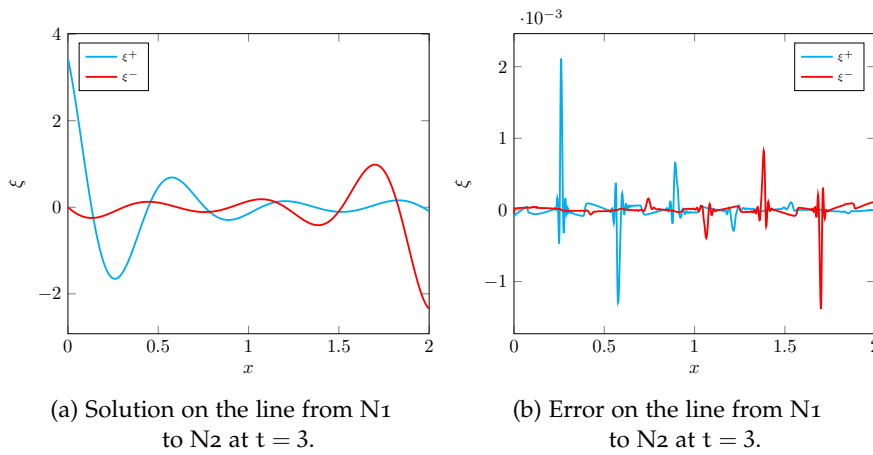 ·10⁻³
4
2
0
−2
ξ
ξ⁺
ξ⁻
0 0.5 1 1.5 2
x
2
1
0
−1
ξ
ξ⁺
ξ⁻
0 0.5 1 1.5 2
x
(a) Solution on the line from N1
to N2 at t = 3.
(b) Error on the line from N1
to N2 at t = 3.